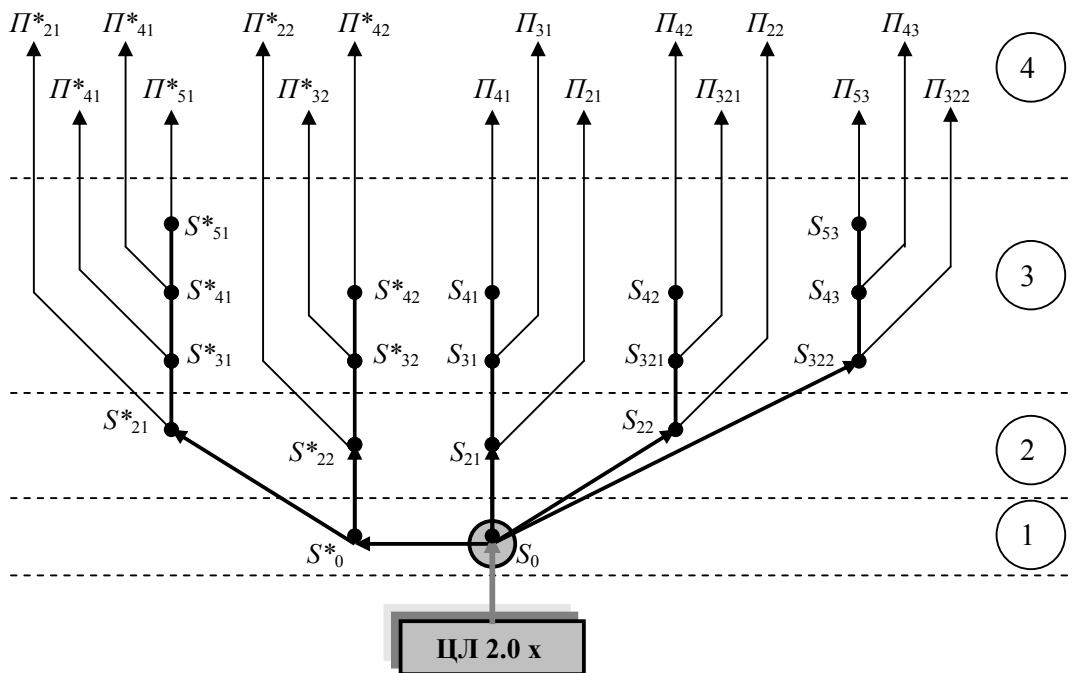 П*21 П*41 П*22 П*42 П31 П42 П22 П43
4
П*41 П*51 П*32 П41 П21 П321 П53 П322
S*51 S53
3
S*41 S*42 S41 S42 S43
S*31 S*32 S31 S321 S322
S*21 S*22 S21 S22
2
1
S*0 S0
ЦЛ 2.0 x